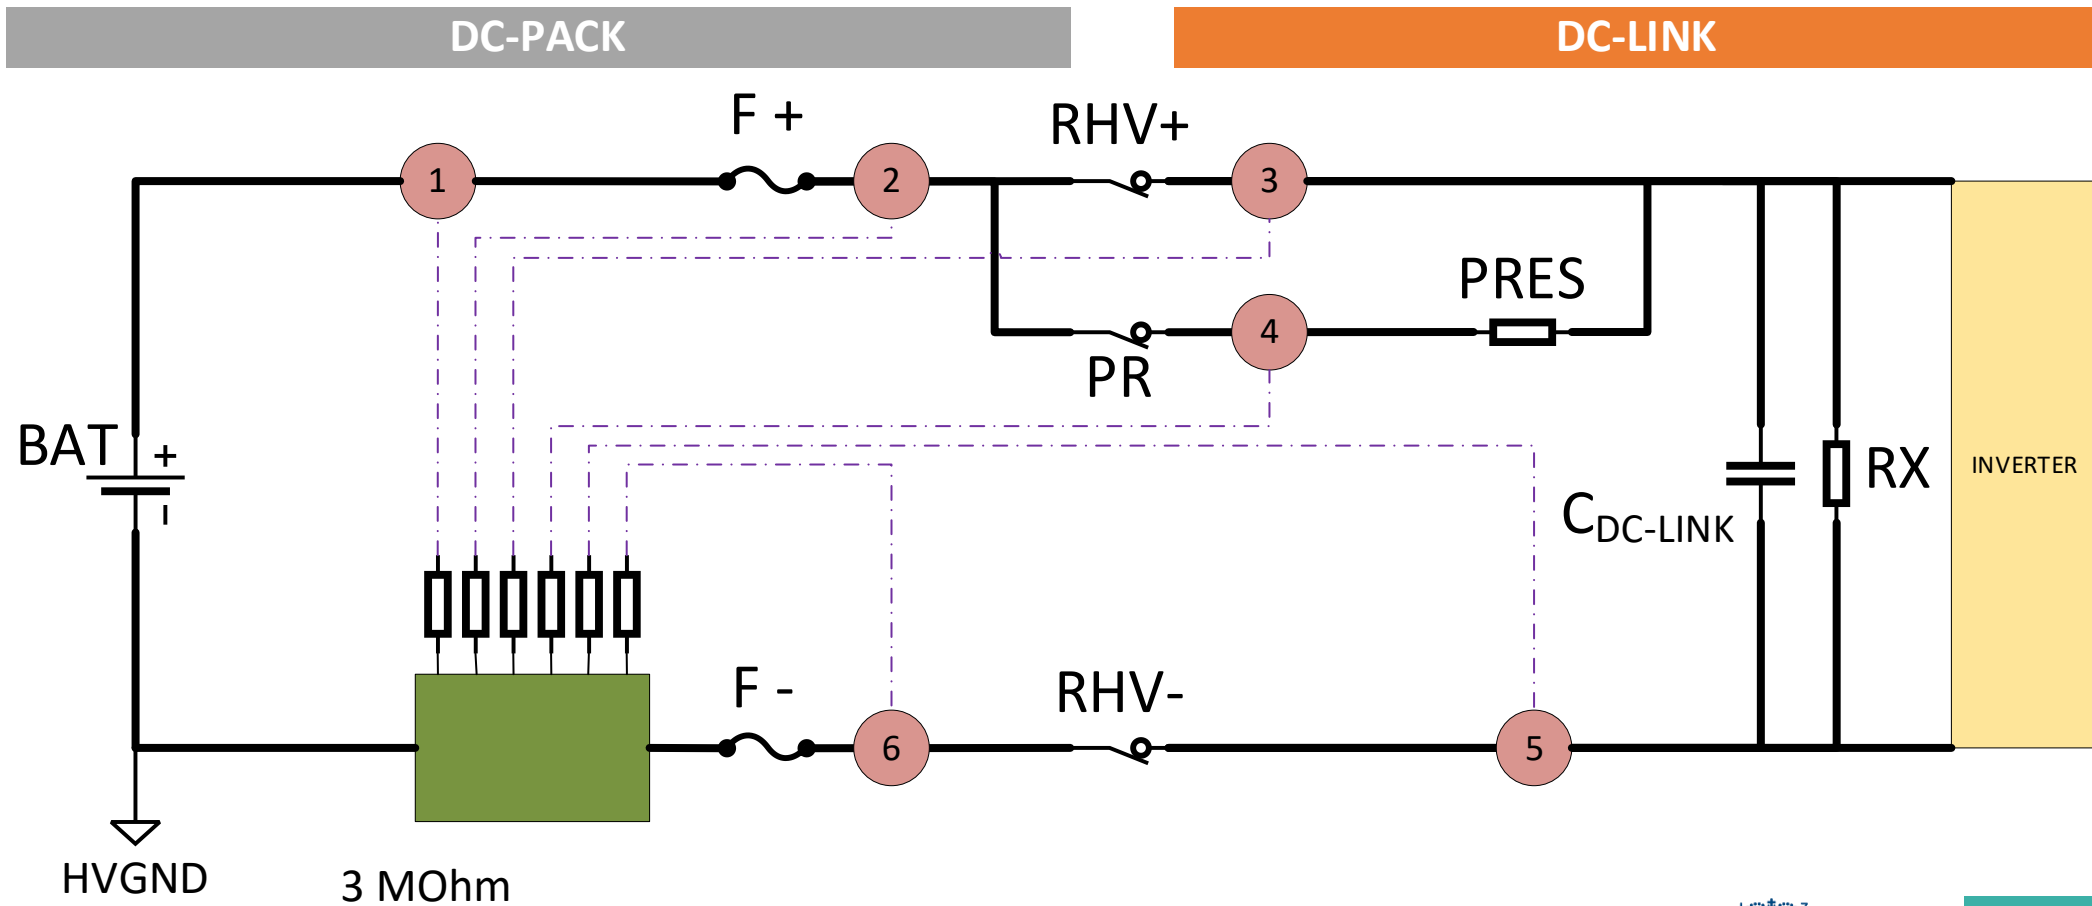 DC-PACK
DC-LINK
F +
RHV+
1
2
3
PRES
4
PR
BAT
+
RX
INVERTER
C DC-LINK
F -
RHV-
6
5
HVGND
3 MOhm